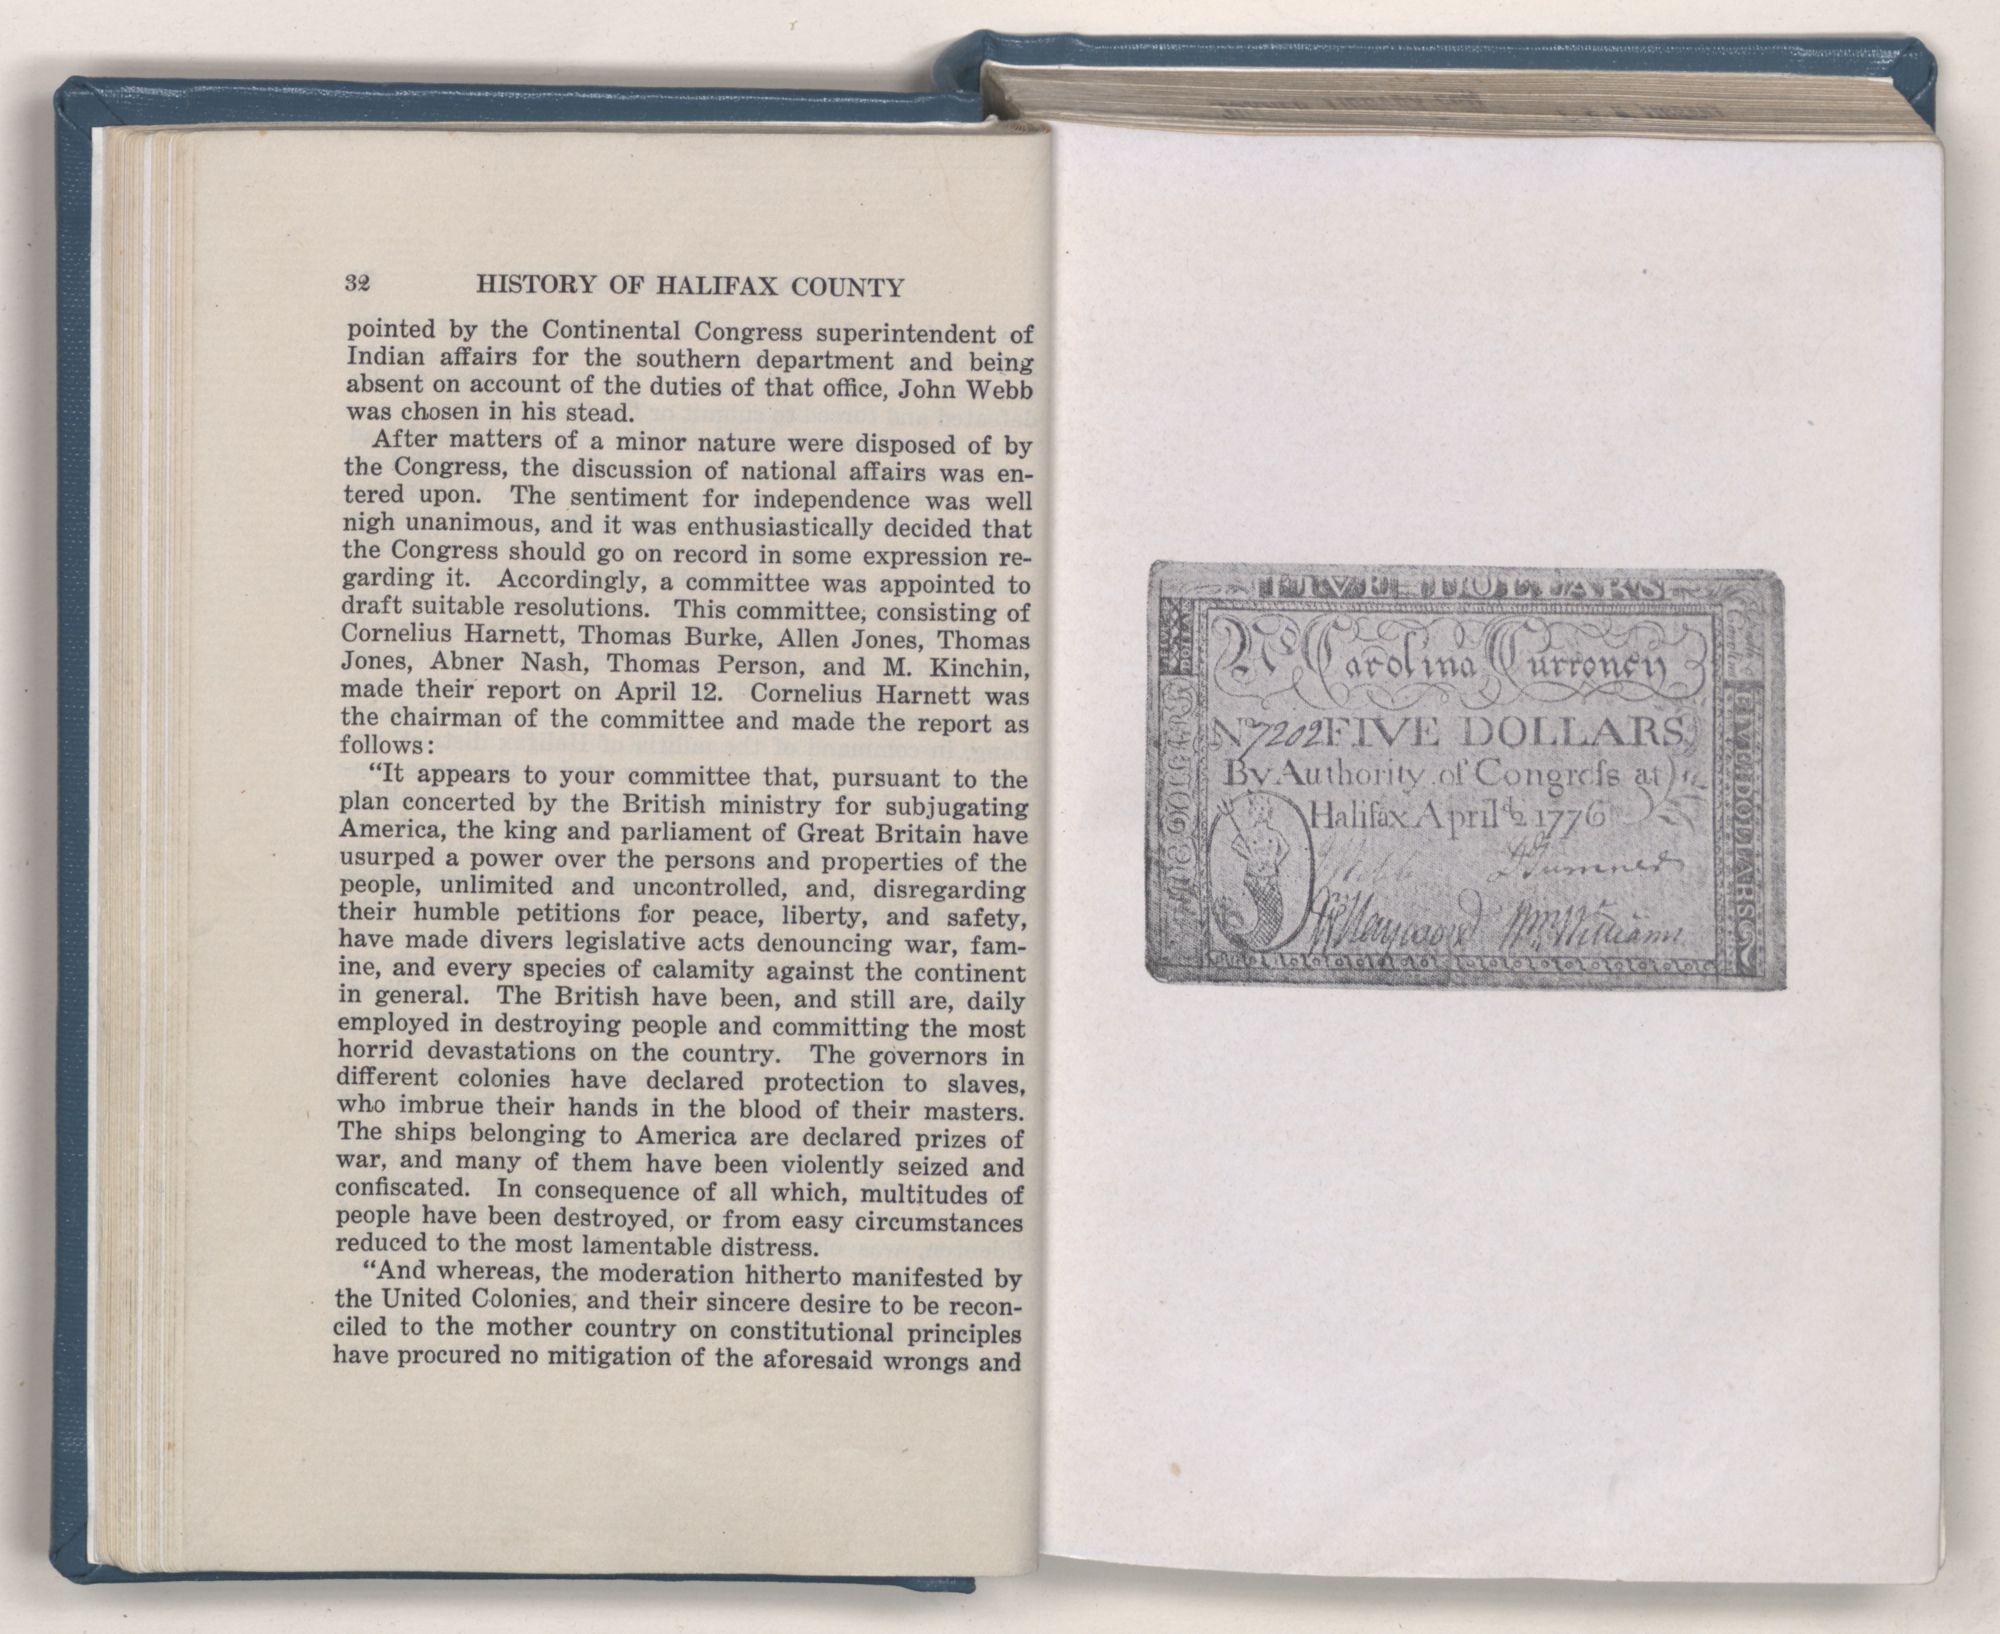 32 HISTORY OF HALIFAX COUNTY
pointed by the Continental Congress superintendent of
Indian affairs for the southern department and being
absent on account of the duties of that office, John Webb
was chosen in his stead.
After matters of a minor nature were disposed of by
the Congress, the discussion of national affairs was en-
tered upon. The sentiment for independence was well
nigh unanimous, and it was enthusiastically decided that
the Congress should go on record in some expression re-
garding it. Accordingly, a committee was appointed to
draft suitable resolutions. This committee, consisting of
Cornelius Harnett, Thomas Burke, Allen Jones, Thomas
Jones, Abner Nash, Thomas Person, and M. Kinchin,
made their report on April 12. Cornelius Harnett was
the chairman of the committee and made the report as
follows:
“It appears to your committee that, pursuant to the
plan concerted by the British ministry for subjugating
America, the king and parliament of Great Britain have
usurped a power over the persons and properties of the
people, unlimited and uncontrolled, and, disregarding
their humble petitions for peace, liberty, and safety,
have made divers legislative acts denouncing war, fam-
ine, and every species of calamity against the continent
in general. The British have been, and still are, daily
employed in destroying people and committing the most
horrid devastations on the country. The governors in
different colonies have declared protection to slaves,
who imbrue their hands in the blood of their masters.
The ships belonging to America are declared prizes of
war, and many of them have been violently seized and
confiscated. In consequence of all which, multitudes of
people have been destroyed, or from easy circumstances
reduced to the most lamentable distress.
“And whereas, the moderation hitherto manifested by
the United Colonies, and their sincere desire to be recon-
ciled to the mother country on constitutional principles
have procured no mitigation of the aforesaid wrongs and
FIVE DOLLARS
No Carolina Currency
No 7202 FIVE DOLLARS
By Authority of Congreſs at
Halifax April 2d 1776
J Webb
D Sumner
W Haywood
Wm Williams
FIVE DOLLARS
North Carolina
FIVE DOLLARS